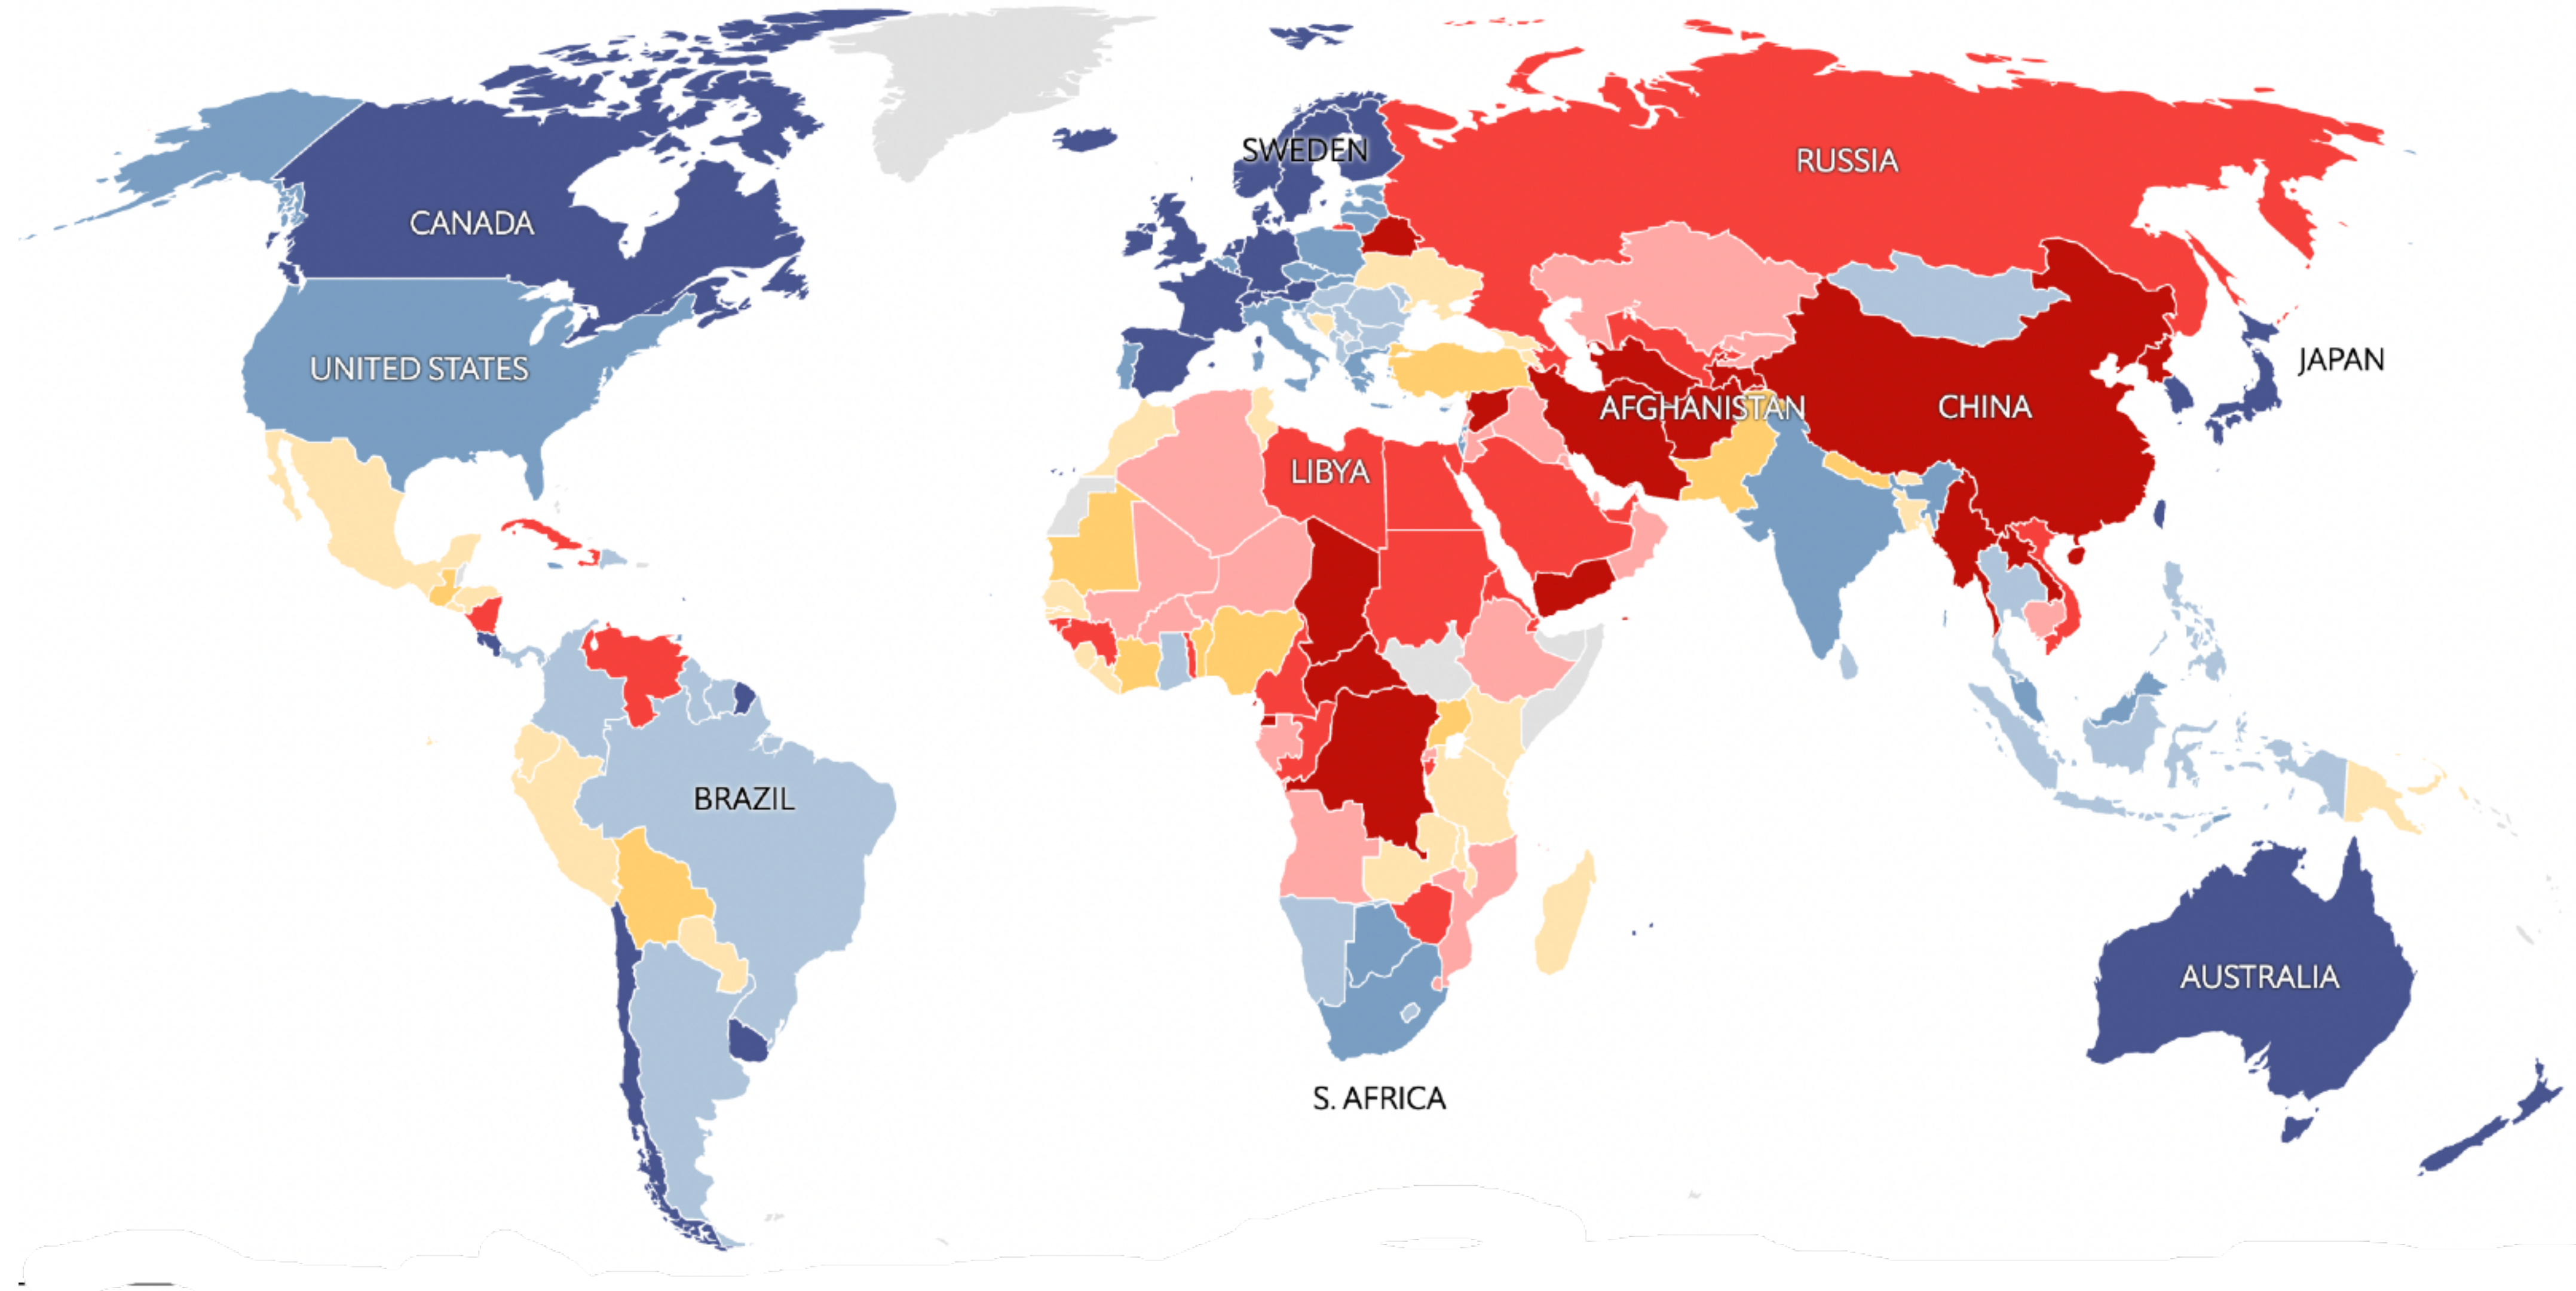 SWEDEN
RUSSIA
CANADA
UNITED STATES
JAPAN
AFGHANISTAN
CHINA
LIBYA
BRAZIL
AUSTRALIA
S. AFRICA